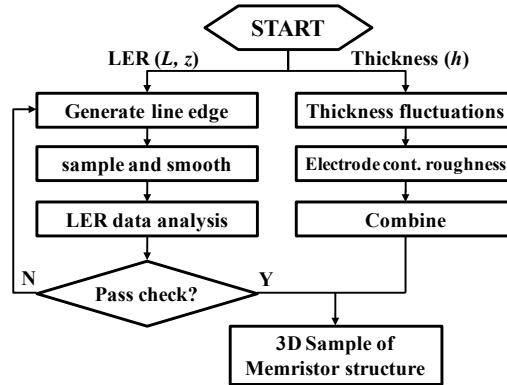 START
LER (L, z)
Thickness (h)
Generate line edge
Thickness fluctuations
sample and smooth
Electrode cont. roughness
LER data analysis
Combine
N
Y
Pass check?
3D Sample of
Memristor structure